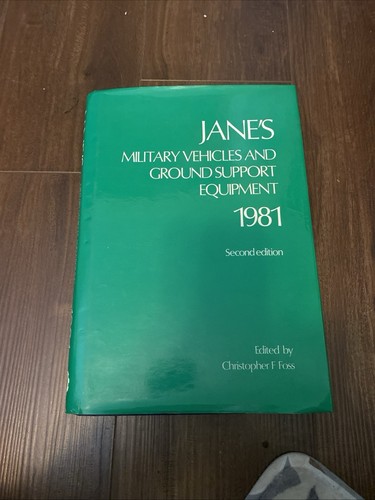 JANE'S
MILITARY VEHICLES AND
GROUND SUPPORT
EQUIPMENT
1981
Second edition
Edited by
Christopher F Foss